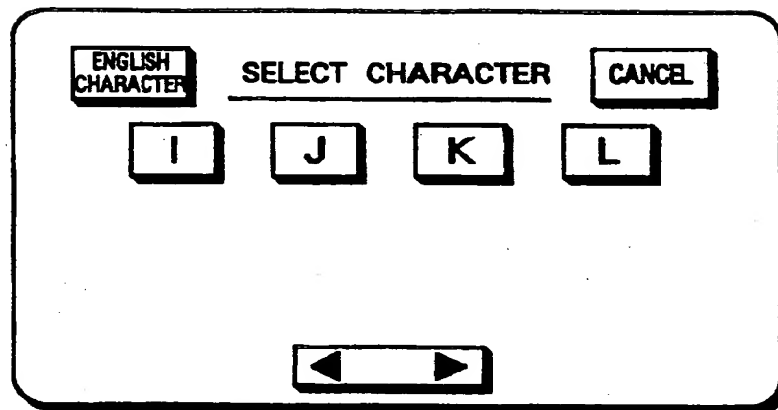 ENGLISH
CHARACTER
SELECT CHARACTER
CANCEL
I J K L